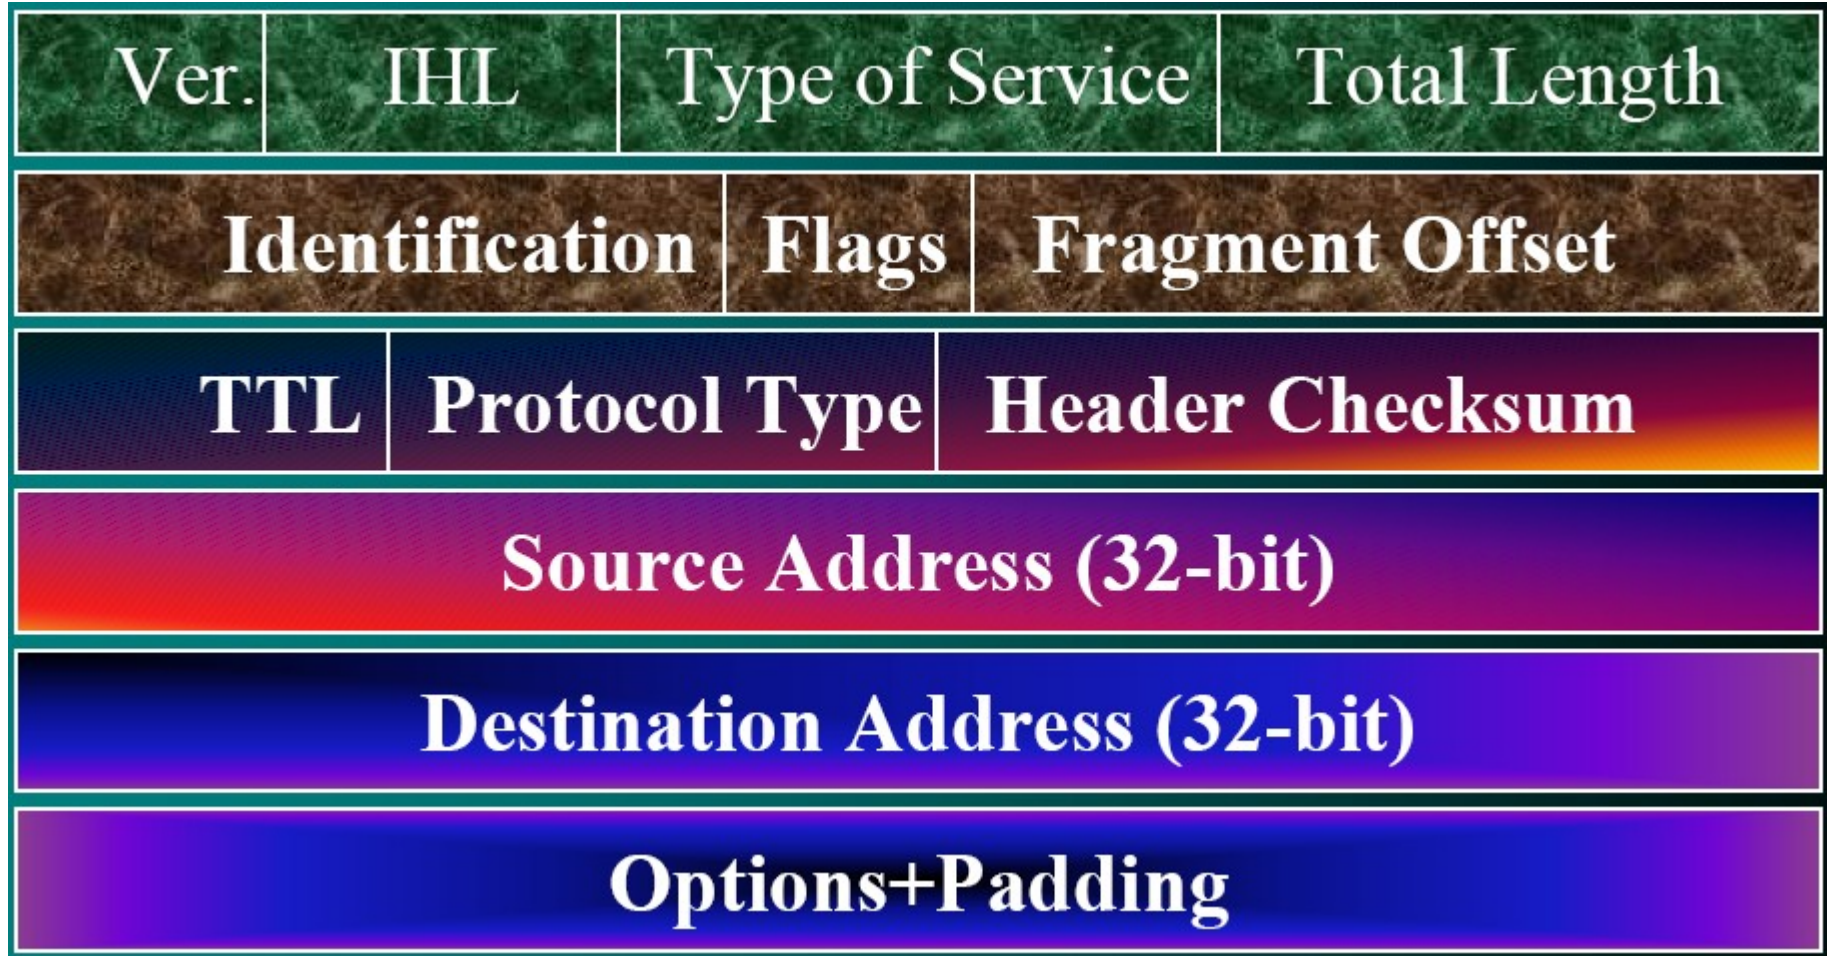 Ver. IHL Type of Service Total Length
Identification Flags Fragment Offset
TTL Protocol Type Header Checksum
Source Address (32-bit)
Destination Address (32-bit)
Options+Padding